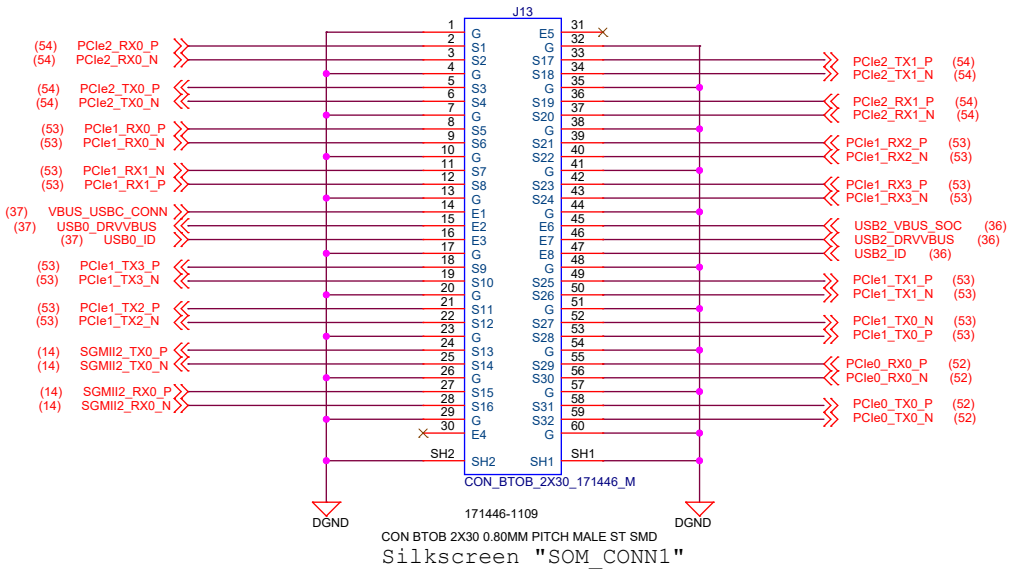 J13
1 G E5 31
(54) PCIe2_RX0_P 2 S1 G 32
(54) PCIe2_RX0_N 3 S2 S17 33 PCIe2_TX1_P (54)
4 G S18 34 PCIe2_TX1_N (54)
(54) PCIe2_TX0_P 5 S3 G 35
(54) PCIe2_TX0_N 6 S4 S19 36 PCIe2_RX1_P (54)
7 G S20 37 PCIe2_RX1_N (54)
(53) PCIe1_RX0_P 8 S5 G 38
(53) PCIe1_RX0_N 9 S6 S21 39 PCIe1_RX2_P (53)
10 G S22 40 PCIe1_RX2_N (53)
(53) PCIe1_RX1_N 11 S7 G 41
(53) PCIe1_RX1_P 12 S8 S23 42 PCIe1_RX3_P (53)
13 G S24 43 PCIe1_RX3_N (53)
(37) VBUS_USBC_CONN 14 E1 G 44
(37) USB0_DRVVBUS 15 E2 E6 45 USB2_VBUS_SOC (36)
(37) USB0_ID 16 E3 E7 46 USB2_DRVVBUS (36)
17 G E8 47 USB2_ID (36)
(53) PCIe1_TX3_P 18 S9 G 48
(53) PCIe1_TX3_N 19 S10 S25 49 PCIe1_TX1_P (53)
20 G S26 50 PCIe1_TX1_N (53)
(53) PCIe1_TX2_P 21 S11 G 51
(53) PCIe1_TX2_N 22 S12 S27 52 PCIe1_TX0_N (53)
23 G S28 53 PCIe1_TX0_P (53)
(14) SGMII2_TX0_P 24 S13 G 54
(14) SGMII2_TX0_N 25 S14 S29 55 PCIe0_RX0_P (52)
26 G S30 56 PCIe0_RX0_N (52)
(14) SGMII2_RX0_P 27 S15 G 57
(14) SGMII2_RX0_N 28 S16 S31 58 PCIe0_TX0_P (52)
29 G S32 59 PCIe0_TX0_N (52)
30 E4 G 60
SH2 SH2 SH1 SH1
CON_BTOB_2X30_171446_M
DGND 171446-1109 DGND
CON BTOB 2X30 0.80MM PITCH MALE ST SMD
Silkscreen "SOM_CONN1"